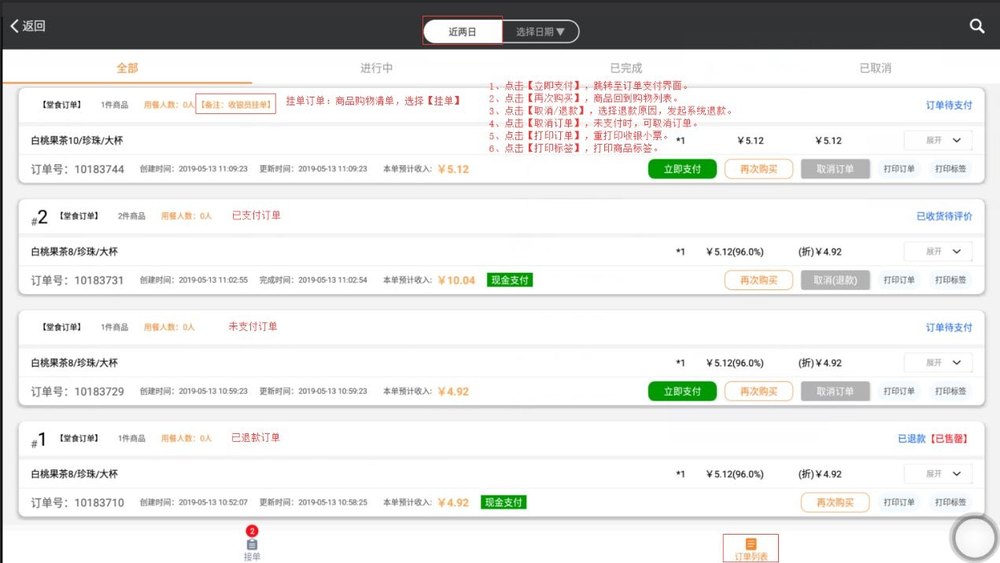 返回
近两日
选择日期▼
全部
进行中
已完成
已取消
【堂食订单】 1件商品 用餐人数：0人 【备注：收银员挂单】 挂单订单：商品购物清单，选择【挂单】 订单待支付
1、点击【立即支付】，跳转至订单支付界面。
2、点击【再次购买】，商品回到购物列表。
3、点击【取消/退款】，选择退款原因，发起系统退款。
4、点击【取消订单】，未支付时，可取消订单。
5、点击【打印订单】，重打印收银小票。
6、点击【打印标签】，打印商品标签。
白桃果茶10/珍珠/大杯 *1 ￥5.12 ￥5.12 展开
订单号：10183744 创建时间：2019-05-13 11:09:23 更新时间：2019-05-13 11:09:23 本单预计收入：￥5.12 立即支付 再次购买 取消订单 打印订单 打印标签
#2 【堂食订单】 2件商品 用餐人数：0人 已支付订单 已收货待评价
白桃果茶8/珍珠/大杯 *1 ￥5.12(96.0%) (折)￥4.92 展开
订单号：10183731 创建时间：2019-05-13 11:02:55 完成时间：2019-05-13 11:02:54 本单预计收入：￥10.04 现金支付 再次购买 取消(退款) 打印订单 打印标签
【堂食订单】 1件商品 用餐人数：0人 未支付订单 订单待支付
白桃果茶8/珍珠/大杯 *1 ￥5.12(96.0%) (折)￥4.92 展开
订单号：10183729 创建时间：2019-05-13 10:59:23 更新时间：2019-05-13 10:59:23 本单预计收入：￥4.92 立即支付 再次购买 取消订单 打印订单 打印标签
#1 【堂食订单】 1件商品 用餐人数：0人 已退款订单 已退款【已售罄】
白桃果茶8/珍珠/大杯 *1 ￥5.12(96.0%) (折)￥4.92 展开
订单号：10183710 创建时间：2019-05-13 10:52:07 更新时间：2019-05-13 10:58:25 本单预计收入：￥4.92 现金支付 再次购买 打印订单 打印标签
2
接单
订单列表